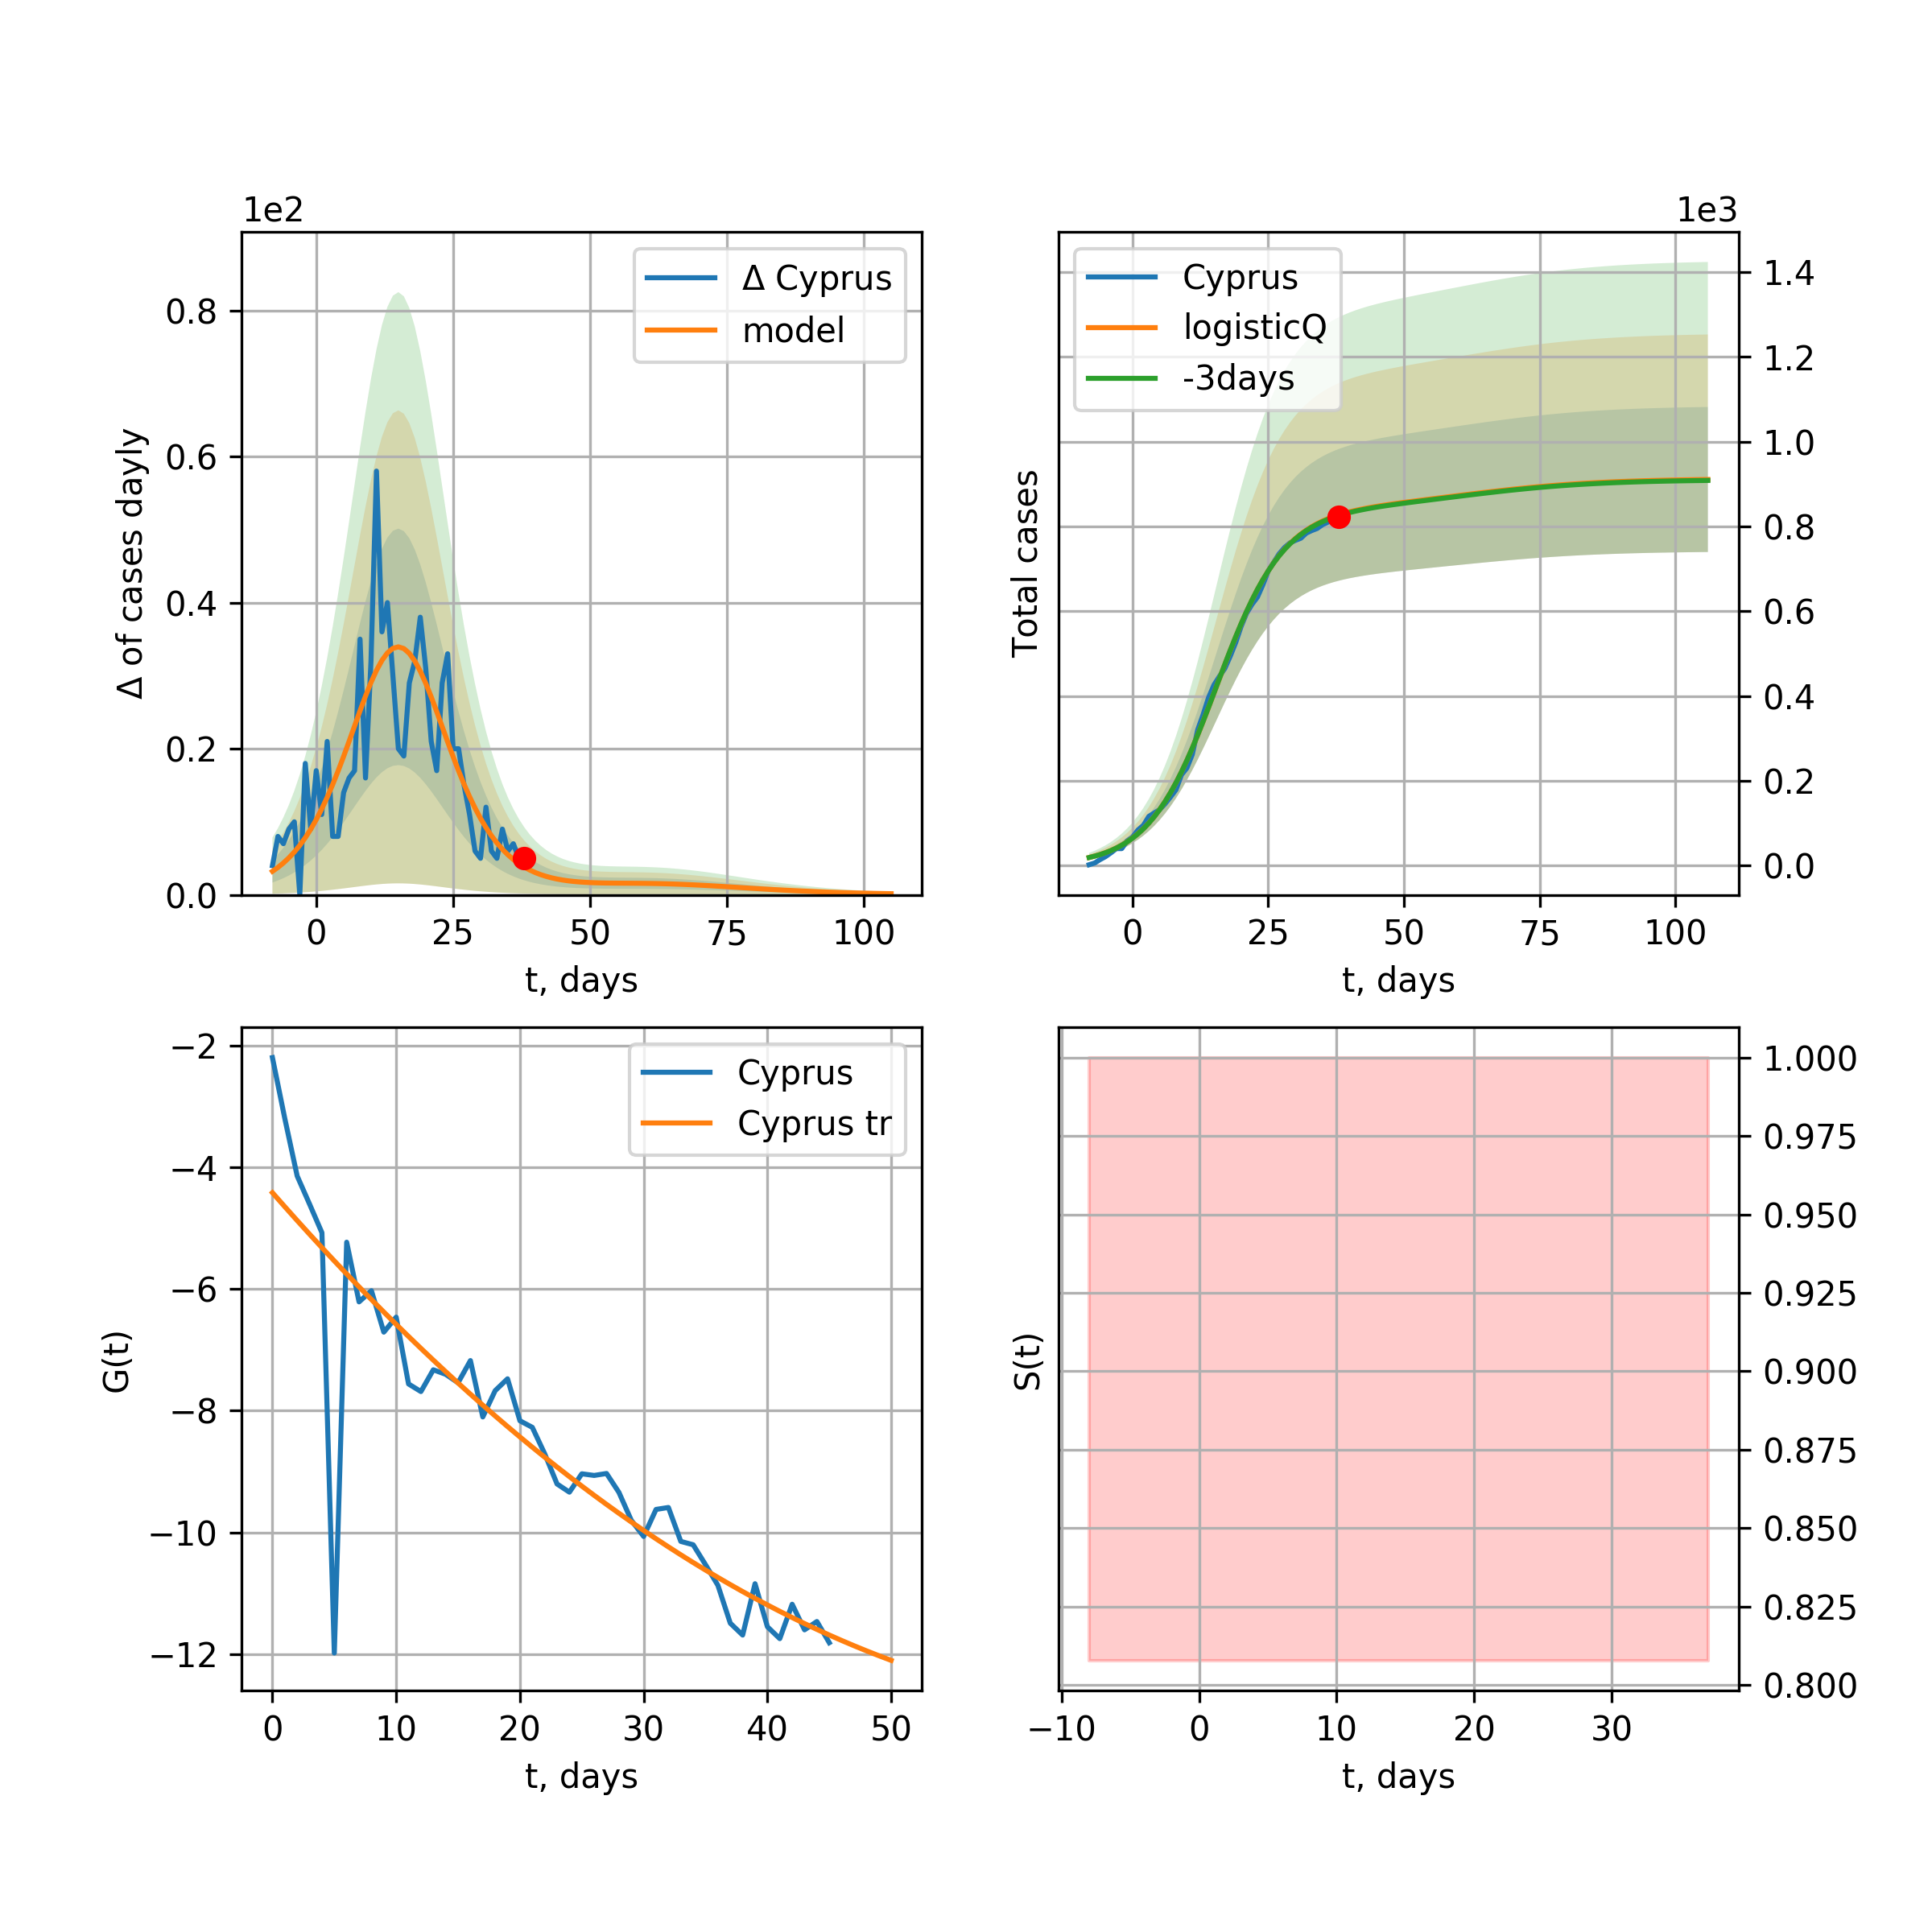 1e2
Δ Cyprus
model
0.8
0.6
0.4
0.2
0.0
Δ of cases dayly
0 25 50 75 100
t, days
1e3
Cyprus
logisticQ
-3days
1.4
1.2
1.0
0.8
0.6
0.4
0.2
0.0
Total cases
0 25 50 75 100
t, days
Cyprus
Cyprus tr
−2
−4
−6
−8
−10
−12
G(t)
0 10 20 30 40 50
t, days
1.000
0.975
0.950
0.925
0.900
0.875
0.850
0.825
0.800
S(t)
−10 0 10 20 30
t, days